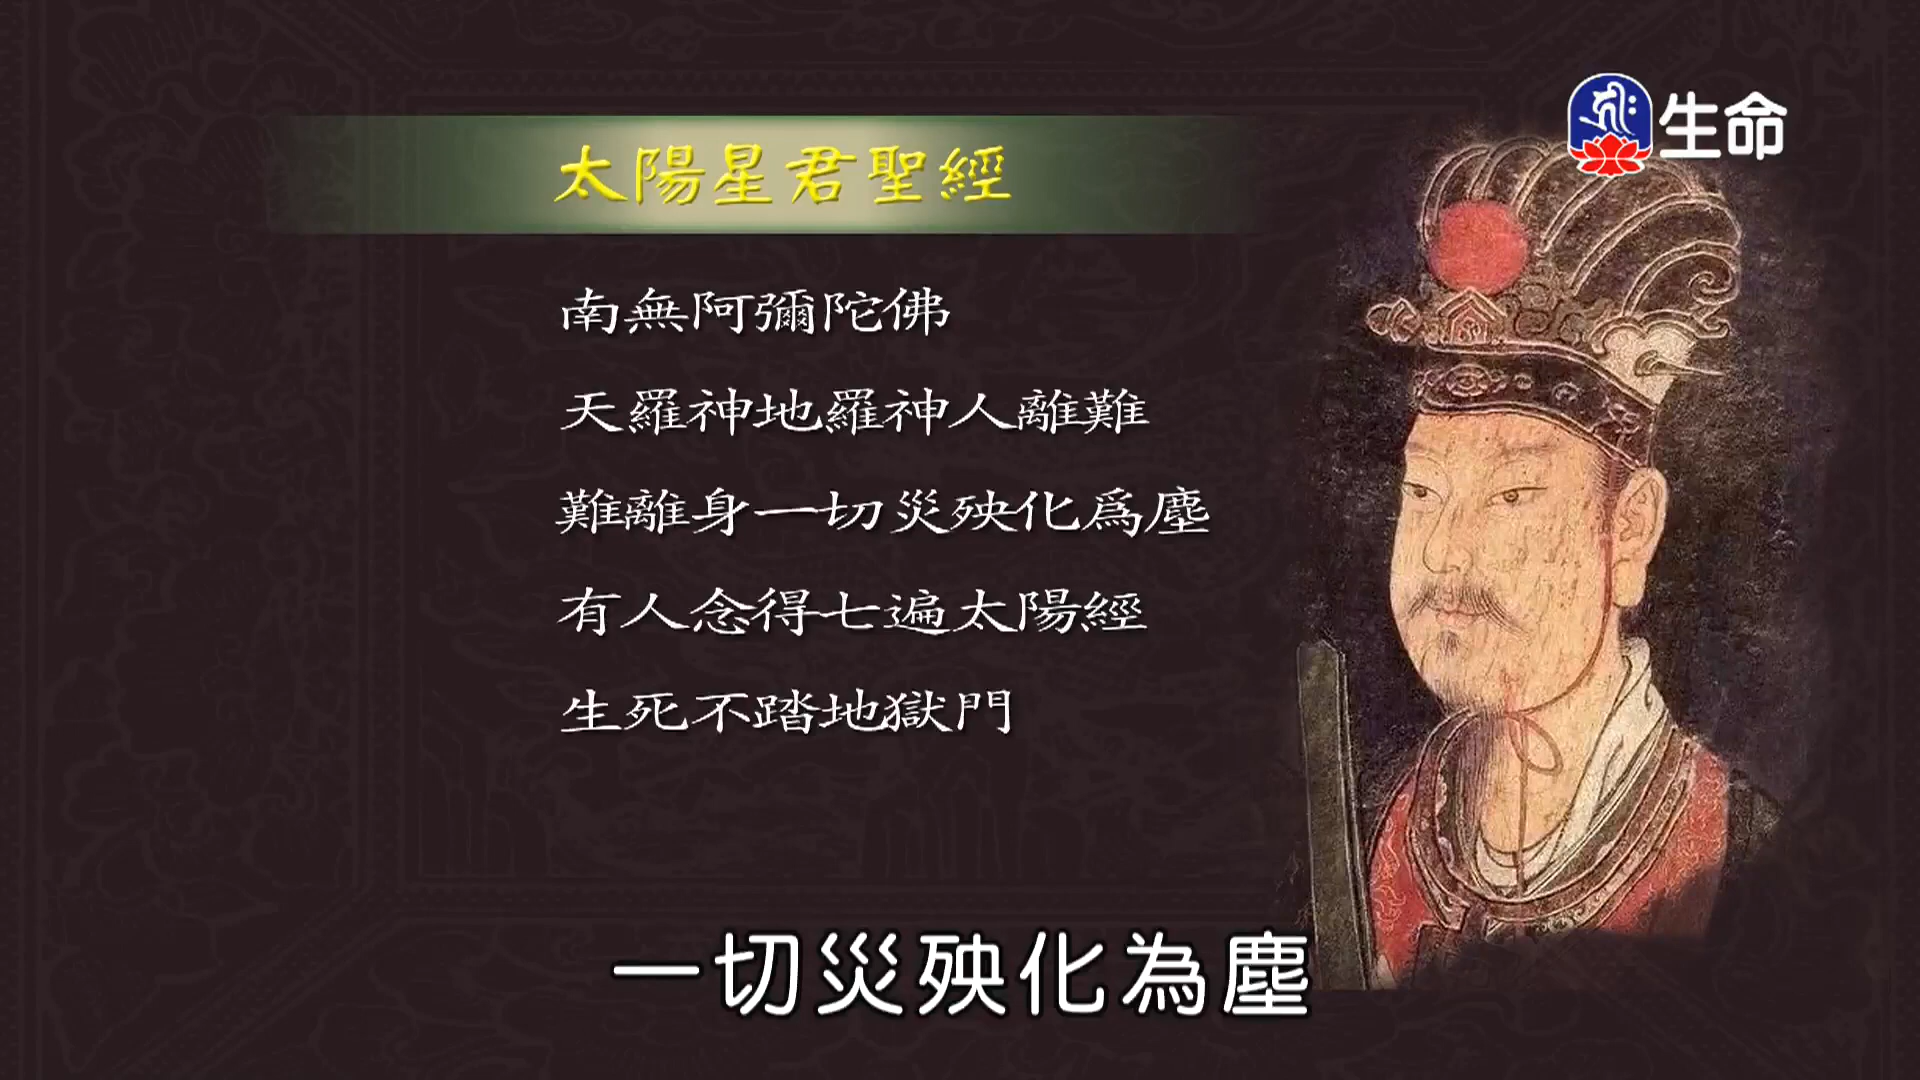 生命
太陽星君聖經
南無阿彌陀佛
天羅神地羅神人離難
難離身一切災殃化爲塵
有人念得七遍太陽經
生死不踏地獄門
一切災殃化為塵